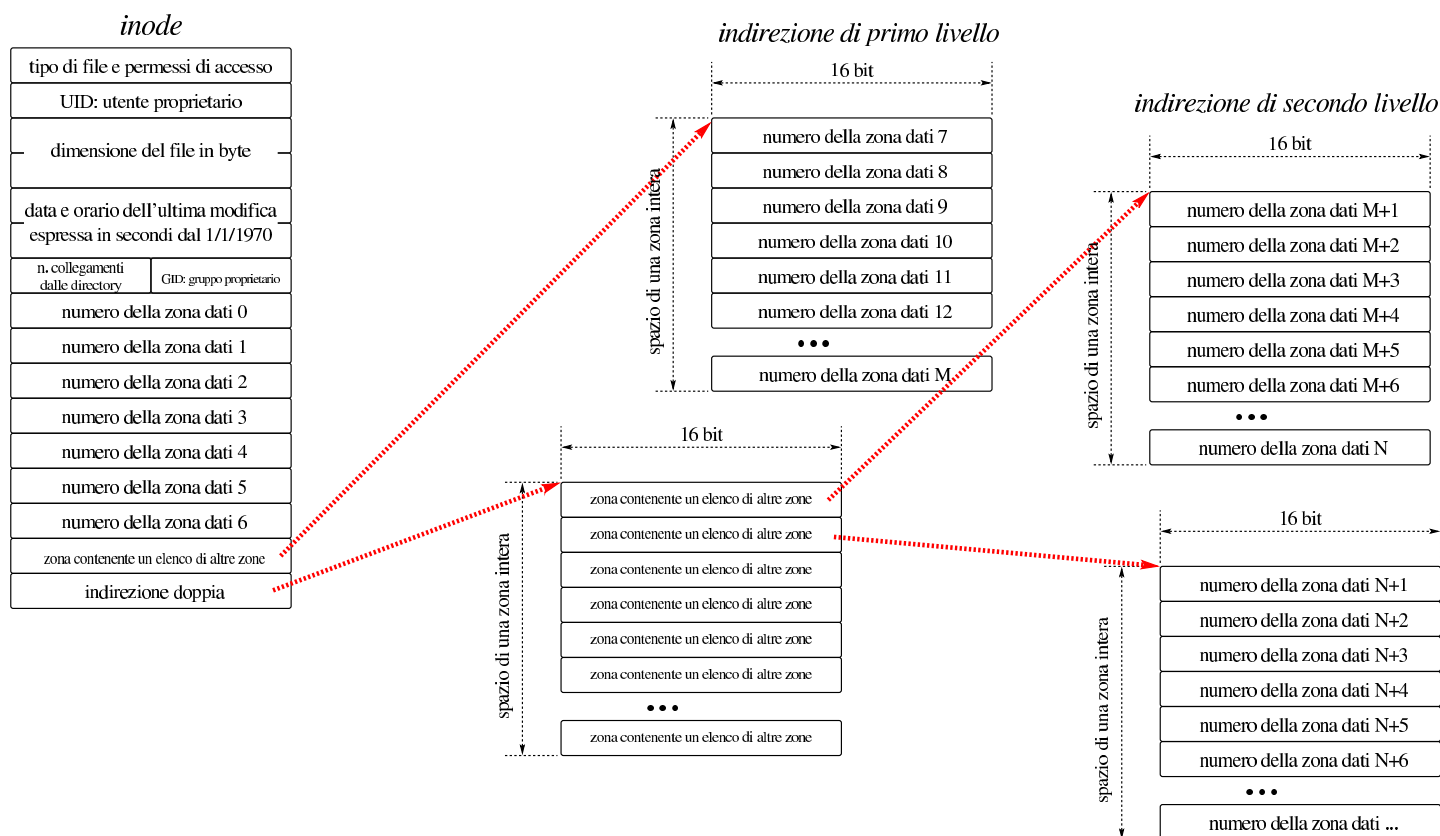 inode
tipo di file e permessi di accesso
UID: utente proprietario
dimensione del file in byte
data e orario dell'ultima modifica
espressa in secondi dal 1/1/1970
n. collegamenti
dalle directory
GID: gruppo proprietario
numero della zona dati 0
numero della zona dati 1
numero della zona dati 2
numero della zona dati 3
numero della zona dati 4
numero della zona dati 5
numero della zona dati 6
zona contenente un elenco di altre zone
indirezione doppia
indirezione di primo livello
16 bit
spazio di una zona intera
numero della zona dati 7
numero della zona dati 8
numero della zona dati 9
numero della zona dati 10
numero della zona dati 11
numero della zona dati 12
•••
numero della zona dati M
16 bit
spazio di una zona intera
zona contenente un elenco di altre zone
zona contenente un elenco di altre zone
zona contenente un elenco di altre zone
zona contenente un elenco di altre zone
zona contenente un elenco di altre zone
zona contenente un elenco di altre zone
•••
zona contenente un elenco di altre zone
indirezione di secondo livello
16 bit
spazio di una zona intera
numero della zona dati M+1
numero della zona dati M+2
numero della zona dati M+3
numero della zona dati M+4
numero della zona dati M+5
numero della zona dati M+6
•••
numero della zona dati N
16 bit
spazio di una zona intera
numero della zona dati N+1
numero della zona dati N+2
numero della zona dati N+3
numero della zona dati N+4
numero della zona dati N+5
numero della zona dati N+6
•••
numero della zona dati ...